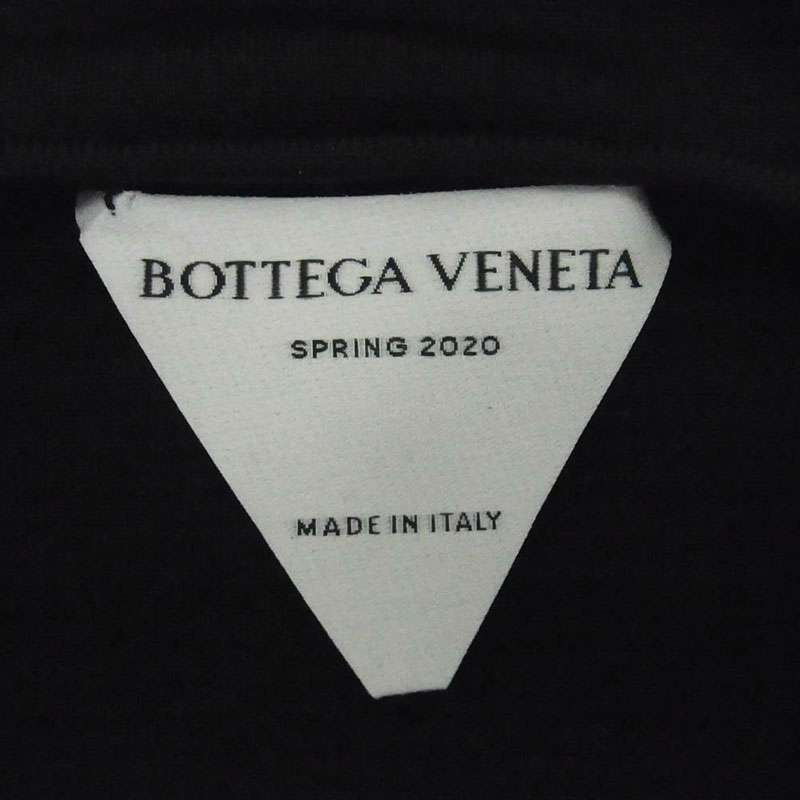 BOTTEGA VENETA
SPRING 2020
MADE IN ITALY